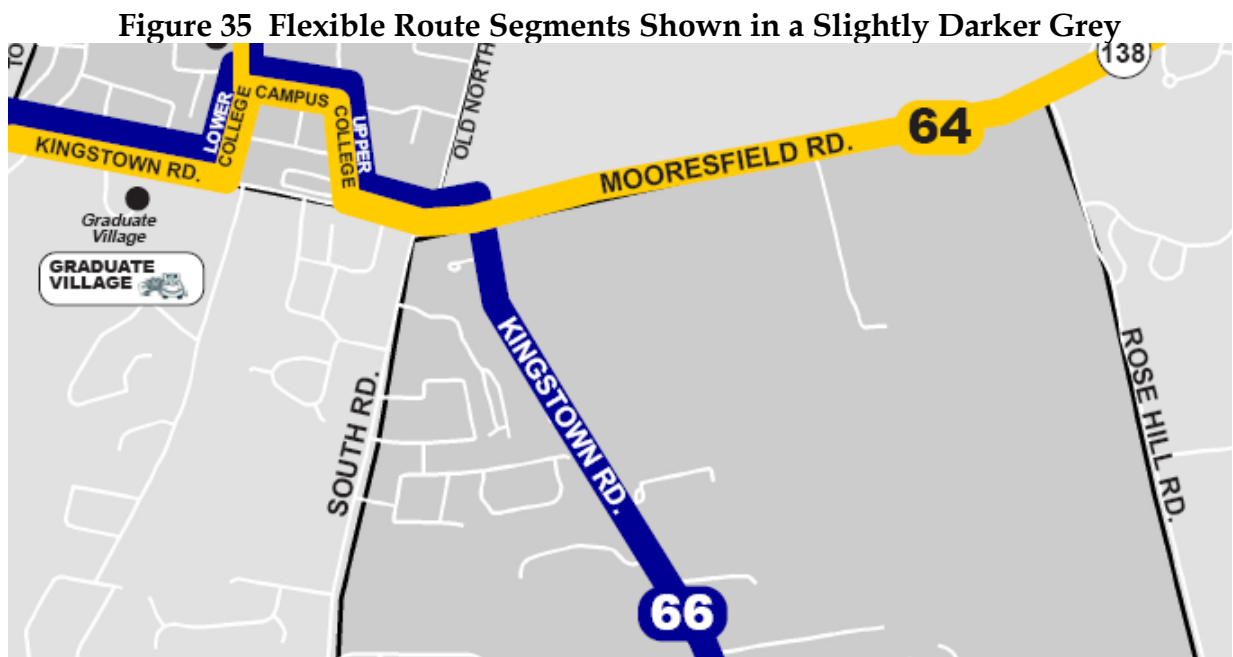 Figure 35 Flexible Route Segments Shown in a Slightly Darker Grey
TO
138
OLD NORTH
LOWER
COLLEGE
CAMPUS
UPPER
COLLEGE
KINGSTOWN RD.
64
MOORESFIELD RD.
Graduate
Village
GRADUATE
VILLAGE
KINGSTOWN RD.
SOUTH RD.
ROSE HILL RD.
66